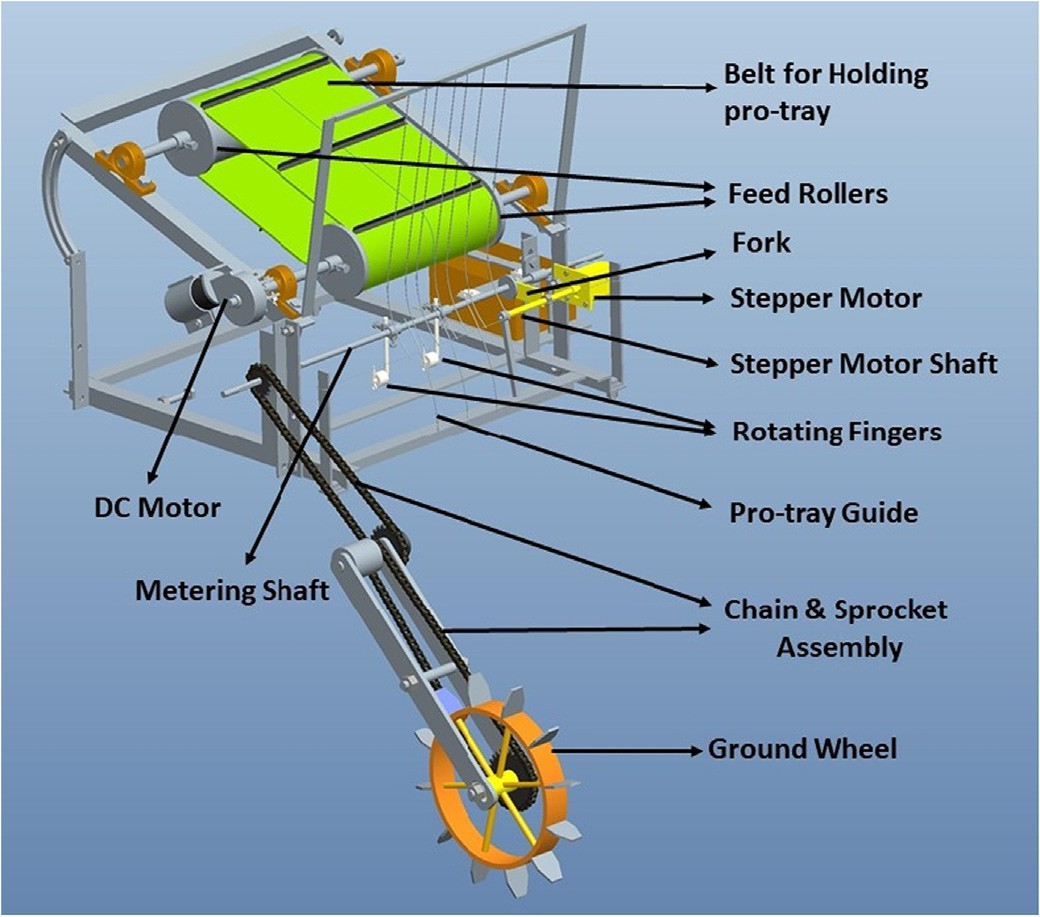 Belt for Holding
pro-tray
Feed Rollers
Fork
Stepper Motor
Stepper Motor Shaft
Rotating Fingers
DC Motor
Pro-tray Guide
Metering Shaft
Chain & Sprocket
Assembly
Ground Wheel